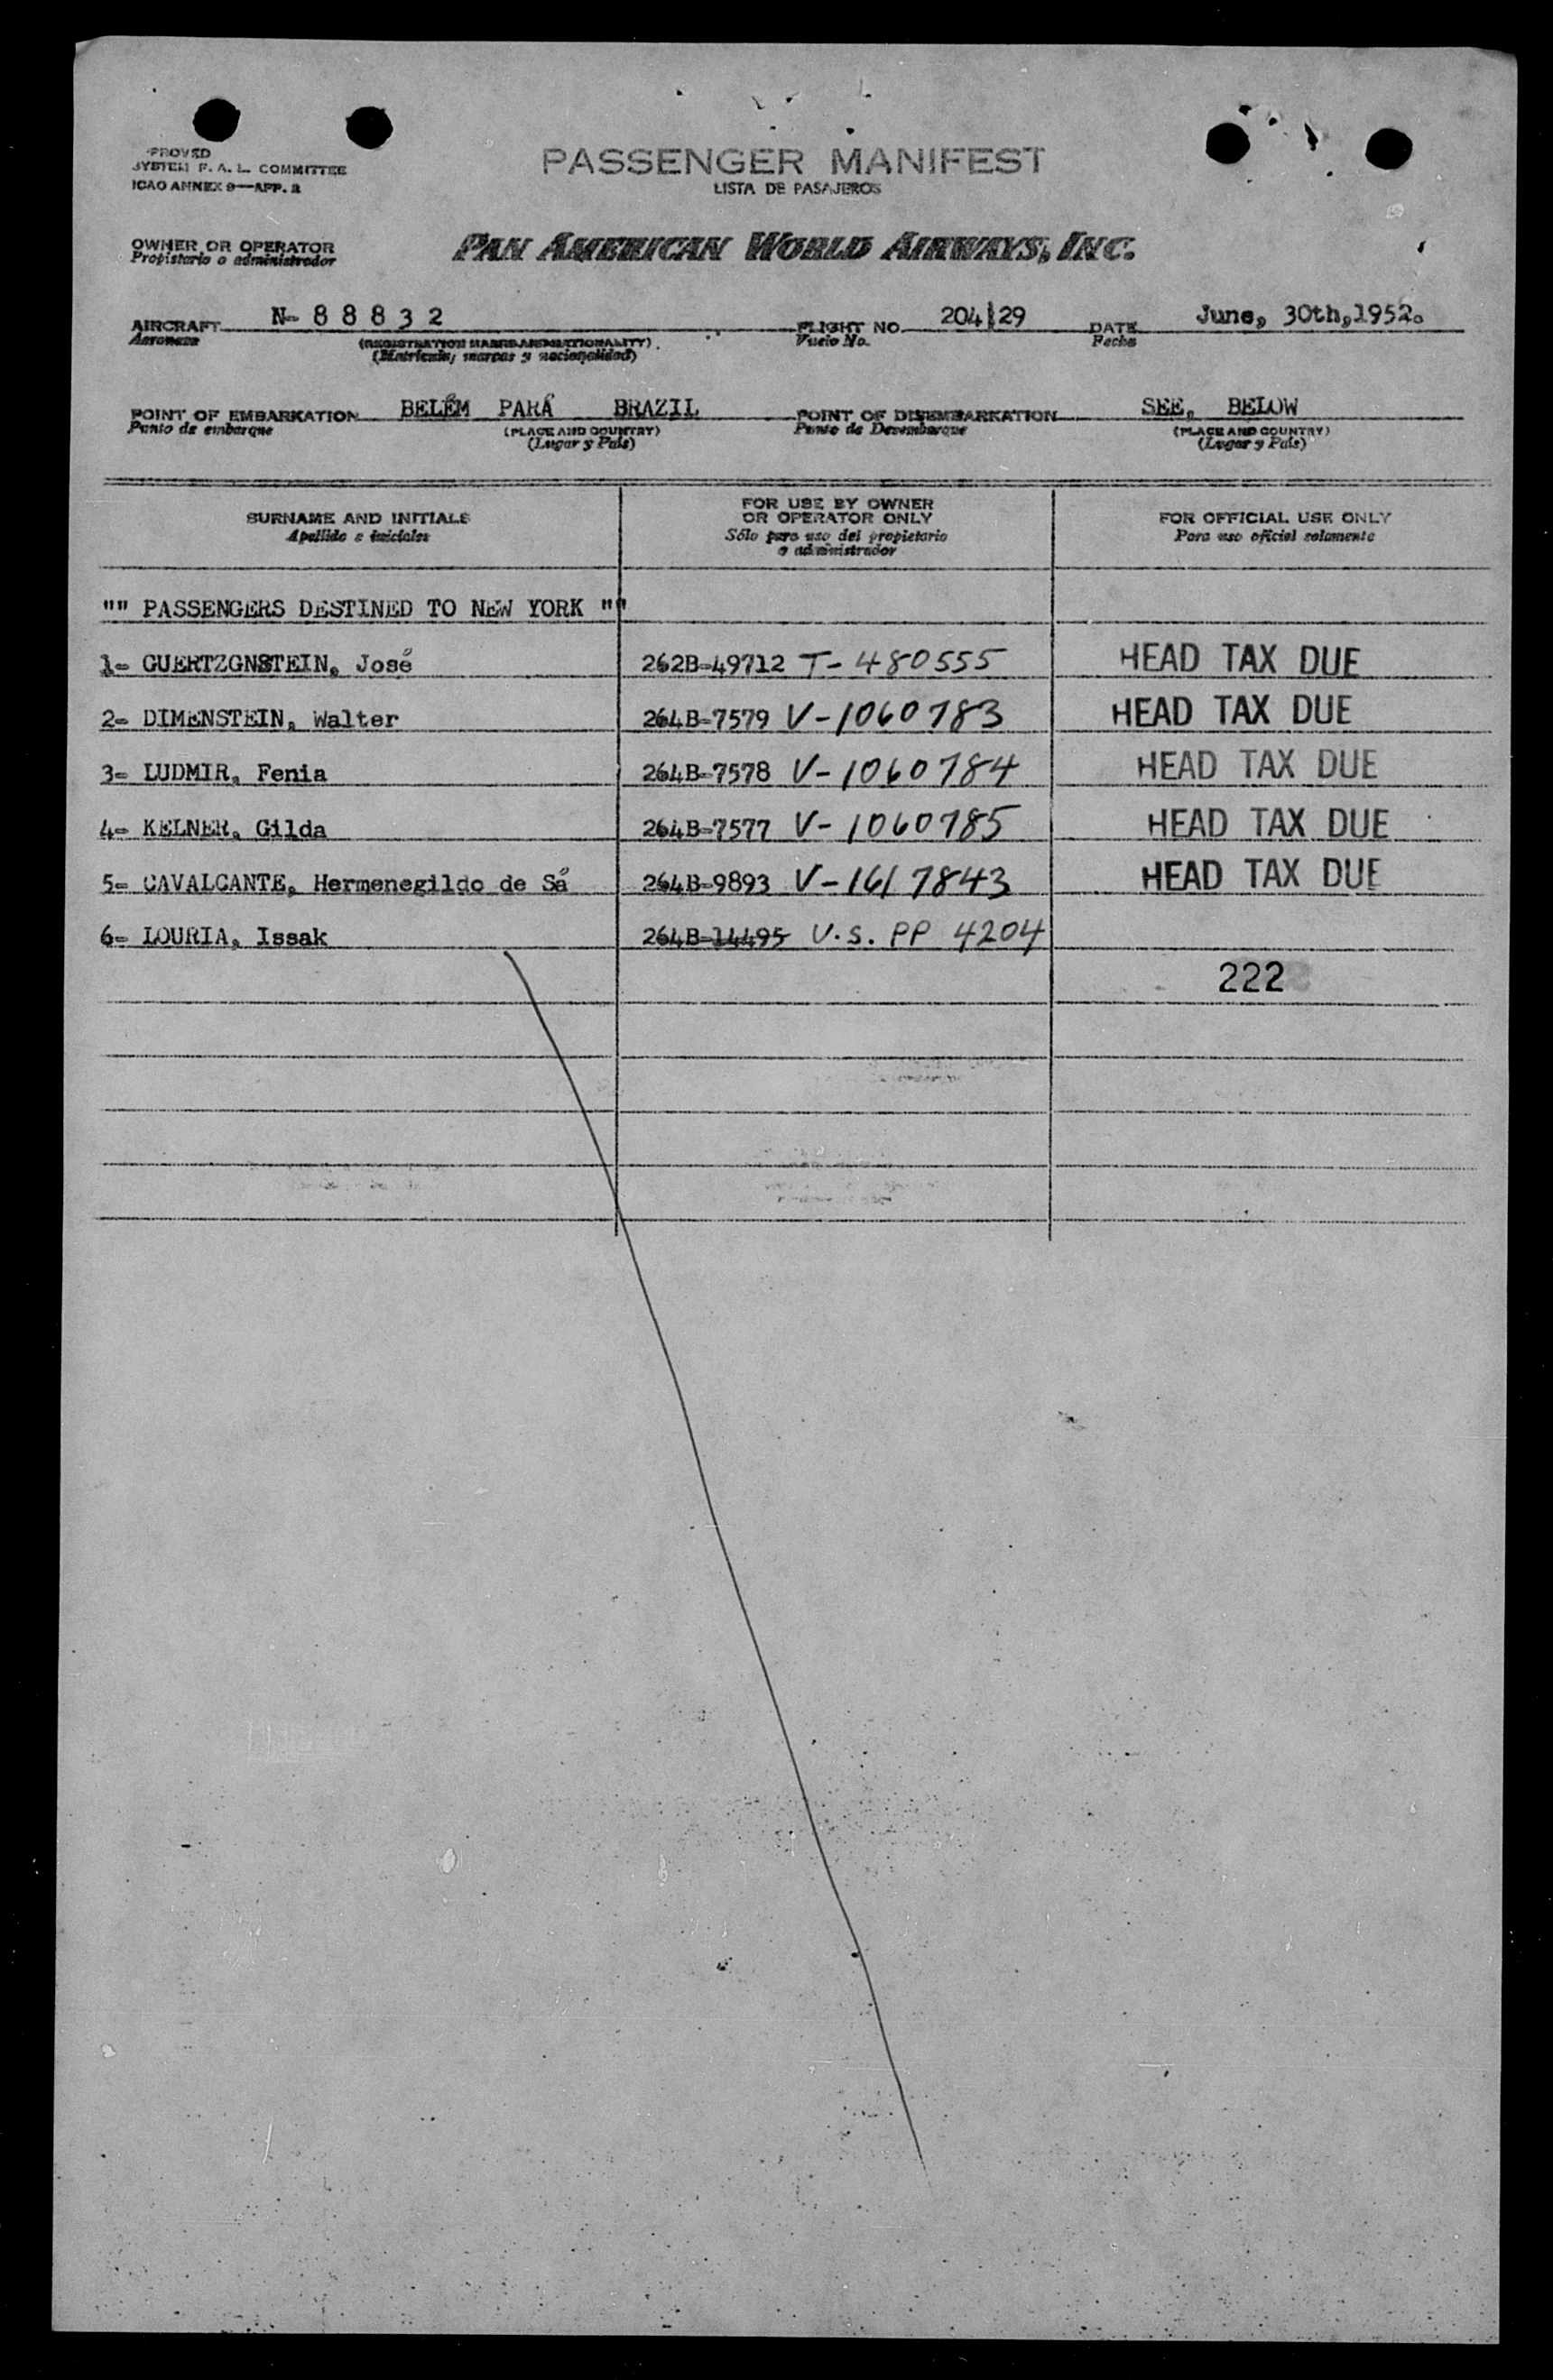 PROVED
SYSTEM F. A. L. COMMITTEE
ICAO ANNEX 9—APP. 2
PASSENGER MANIFEST
LISTA DE PASAJEROS
OWNER OR OPERATOR
Propietario o administrador
PAN AMERICAN WORLD AIRWAYS, INC.
AIRCRAFT N- 8 8 8 3 2 FLIGHT NO. 204|29 DATE June, 30th, 1952.
Aeronave (REGISTRATION MARKS AND NATIONALITY) Vuelo No. Fecha
(Matrícula, marcas y nacionalidad)
POINT OF EMBARKATION BELÉM PARÁ BRAZIL POINT OF DISEMBARKATION SEE, BELOW
Punto de embarque (PLACE AND COUNTRY) Punto de Desembarque (PLACE AND COUNTRY)
(Lugar y País) (Lugar y País)
SURNAME AND INITIALS
Apellido e iniciales
FOR USE BY OWNER
OR OPERATOR ONLY
Sólo para uso del propietario
o administrador
FOR OFFICIAL USE ONLY
Para uso oficial solamente
"" PASSENGERS DESTINED TO NEW YORK ""
1- GUERTZGNSTEIN, José 262B-49712 T-480555 HEAD TAX DUE
2- DIMENSTEIN, Walter 264B-7579 V-1060783 HEAD TAX DUE
3- LUDMIR, Fenia 264B-7578 V-1060784 HEAD TAX DUE
4- KELNER, Gilda 264B-7577 V-1060785 HEAD TAX DUE
5- CAVALCANTE, Hermenegildo de Sá 264B-9893 V-1617843 HEAD TAX DUE
6- LOURIA, Issak 264B-14495 U.S. PP 4204
222